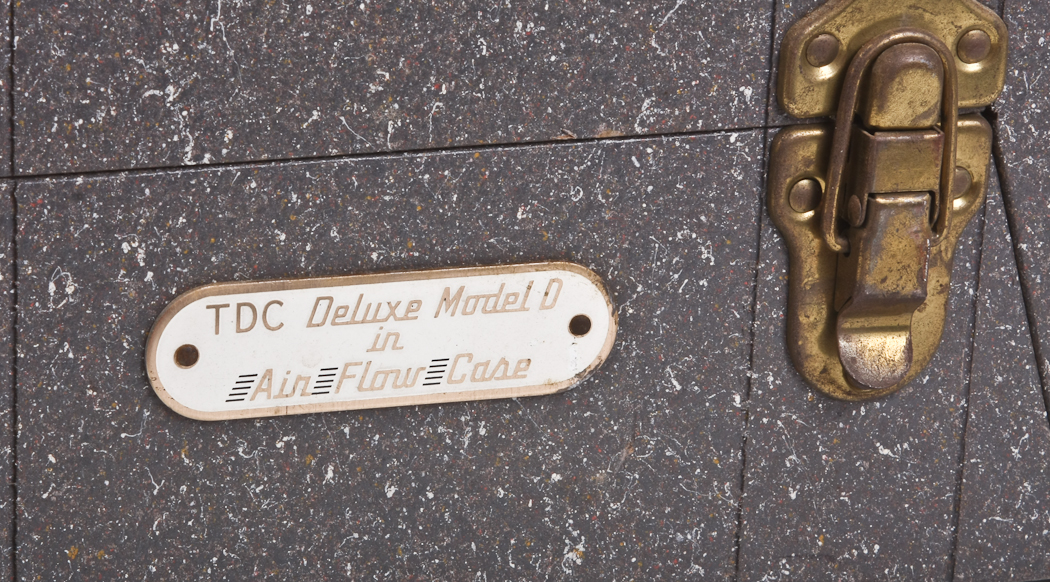 TDC Deluxe Model D
in
Air Flow Case